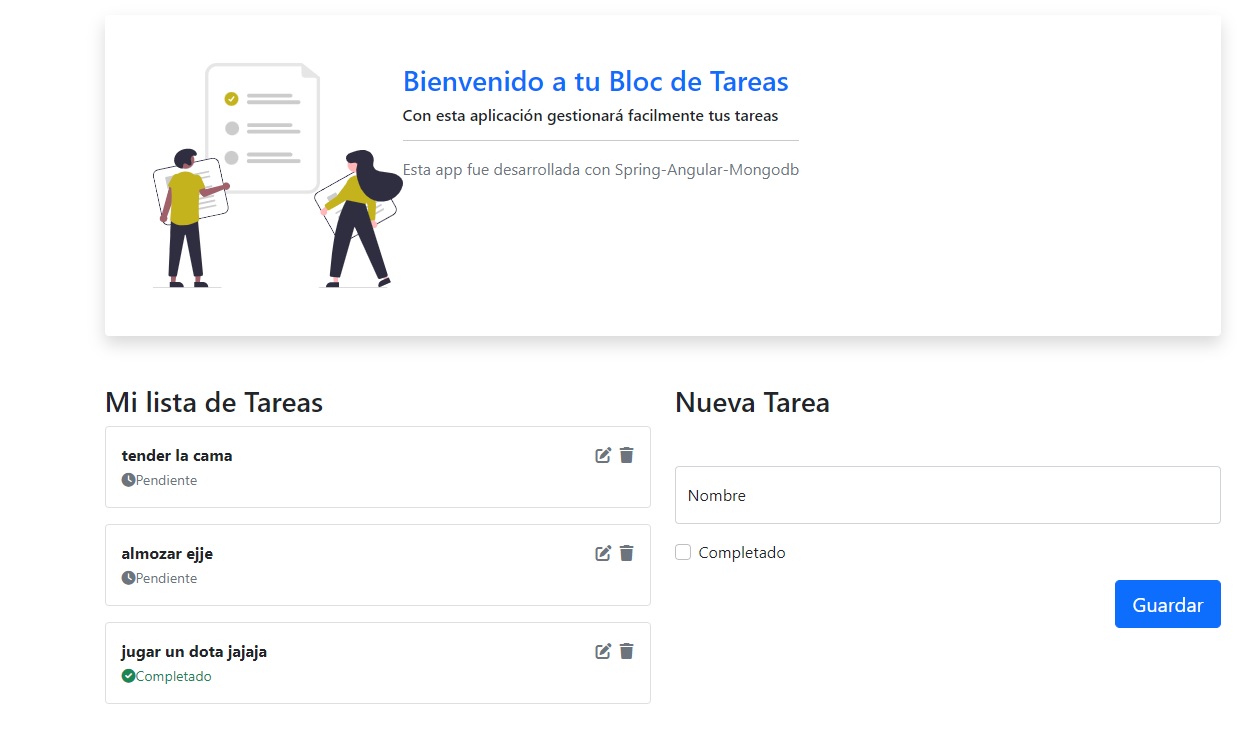 Bienvenido a tu Bloc de Tareas
Con esta aplicación gestionará facilmente tus tareas
Esta app fue desarrollada con Spring-Angular-Mongodb
Mi lista de Tareas
tender la cama
Pendiente
almozar ejje
Pendiente
jugar un dota jajaja
Completado
Nueva Tarea
Nombre
Completado
Guardar